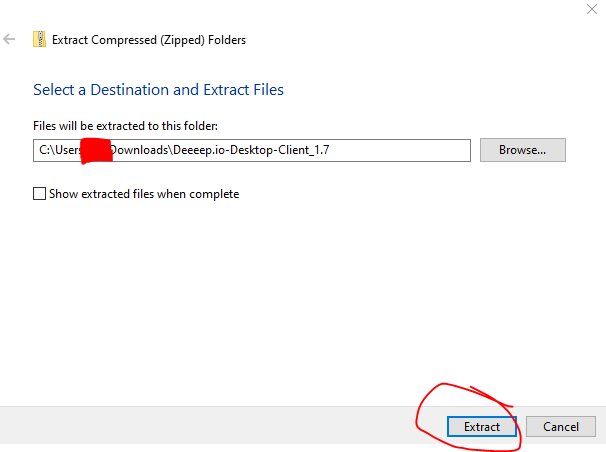 Extract Compressed (Zipped) Folders
Select a Destination and Extract Files
Files will be extracted to this folder:
C:\Users Downloads\Deeeep.io-Desktop-Client_1.7
Browse...
Show extracted files when complete
Extract
Cancel